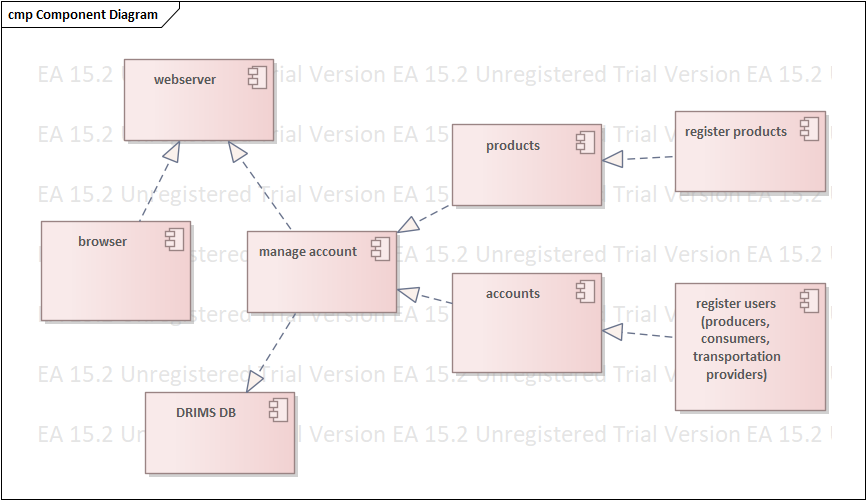 cmp Component Diagram
EA 15.2 Unregistered Trial Version EA 15.2 Unregistered Trial Version EA 15.2
webserver
products
register products
browser
manage account
accounts
register users
(producers,
consumers,
transportation
providers)
DRIMS DB